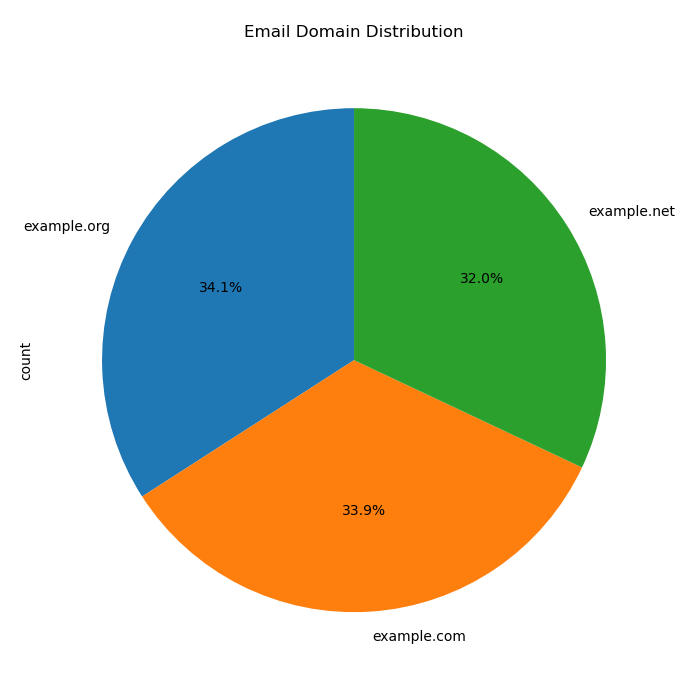 Email Domain Distribution
example.net
example.org
32.0%
34.1%
count
33.9%
example.com